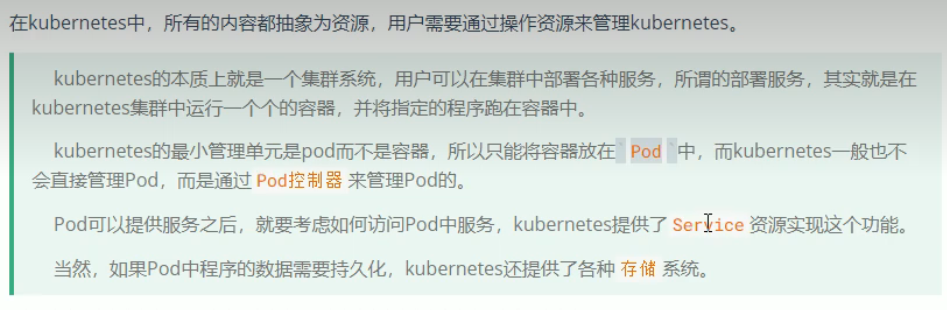 在kubernetes中，所有的内容都抽象为资源，用户需要通过操作资源来管理kubernetes。
kubernetes的本质上就是一个集群系统，用户可以在集群中部署各种服务，所谓的部署服务，其实就是在
kubernetes集群中运行一个个的容器，并将指定的程序跑在容器中。
kubernetes的最小管理单元是pod而不是容器，所以只能将容器放在` Pod `中，而kubernetes一般也不
会直接管理Pod，而是通过 Pod控制器 来管理Pod的。
Pod可以提供服务之后，就要考虑如何访问Pod中服务，kubernetes提供了 Service 资源实现这个功能。
当然，如果Pod中程序的数据需要持久化，kubernetes还提供了各种 存储 系统。